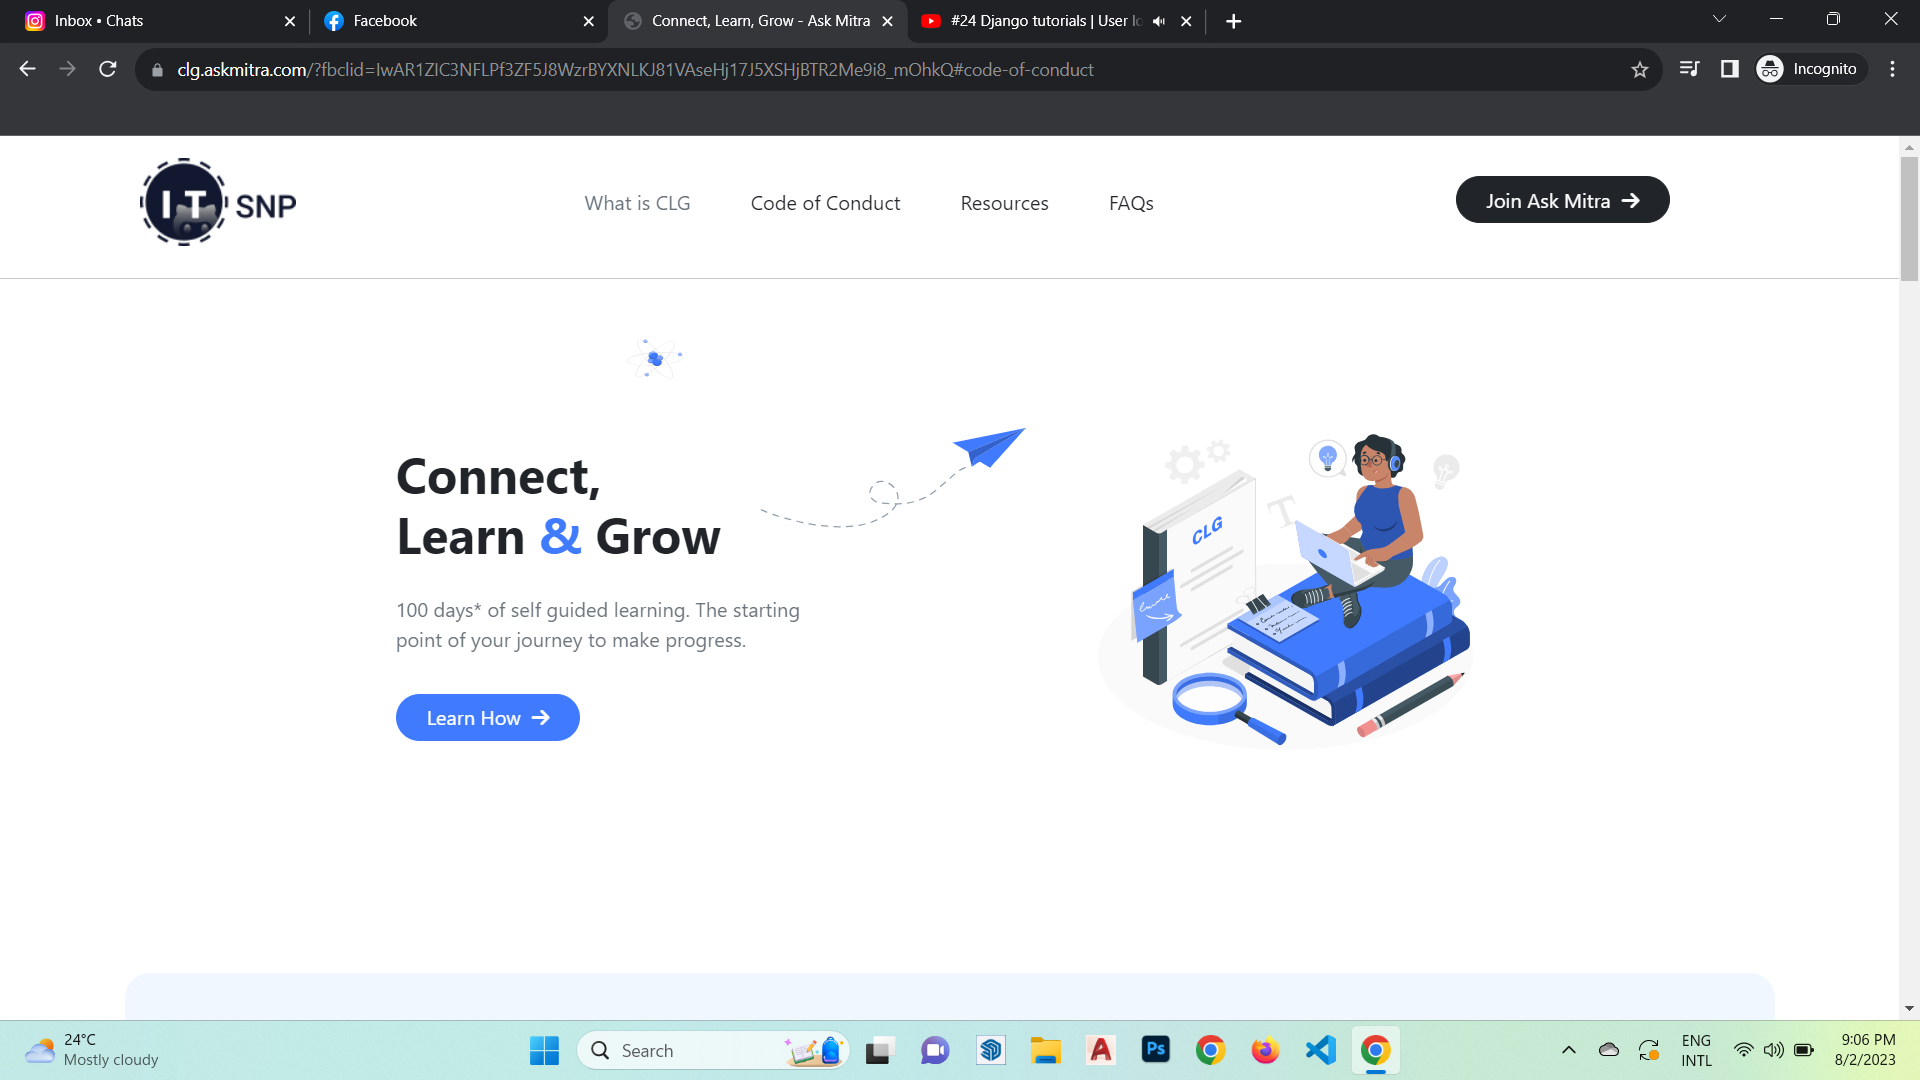 Inbox • Chats
Facebook
Connect, Learn, Grow - Ask Mitra
#24 Django tutorials | User lo
clg.askmitra.com/?fbclid=IwAR1ZIC3NFLPf3ZF5J8WzrBYXNLKJ81VAseHj17J5XSHjBTR2Me9i8_mOhkQ#code-of-conduct
Incognito
IT SNP
What is CLG
Code of Conduct
Resources
FAQs
Join Ask Mitra
Connect,
Learn & Grow
100 days* of self guided learning. The starting
point of your journey to make progress.
Learn How
CLG
T
24°C
Mostly cloudy
Search
Ps
ENG
INTL
9:06 PM
8/2/2023